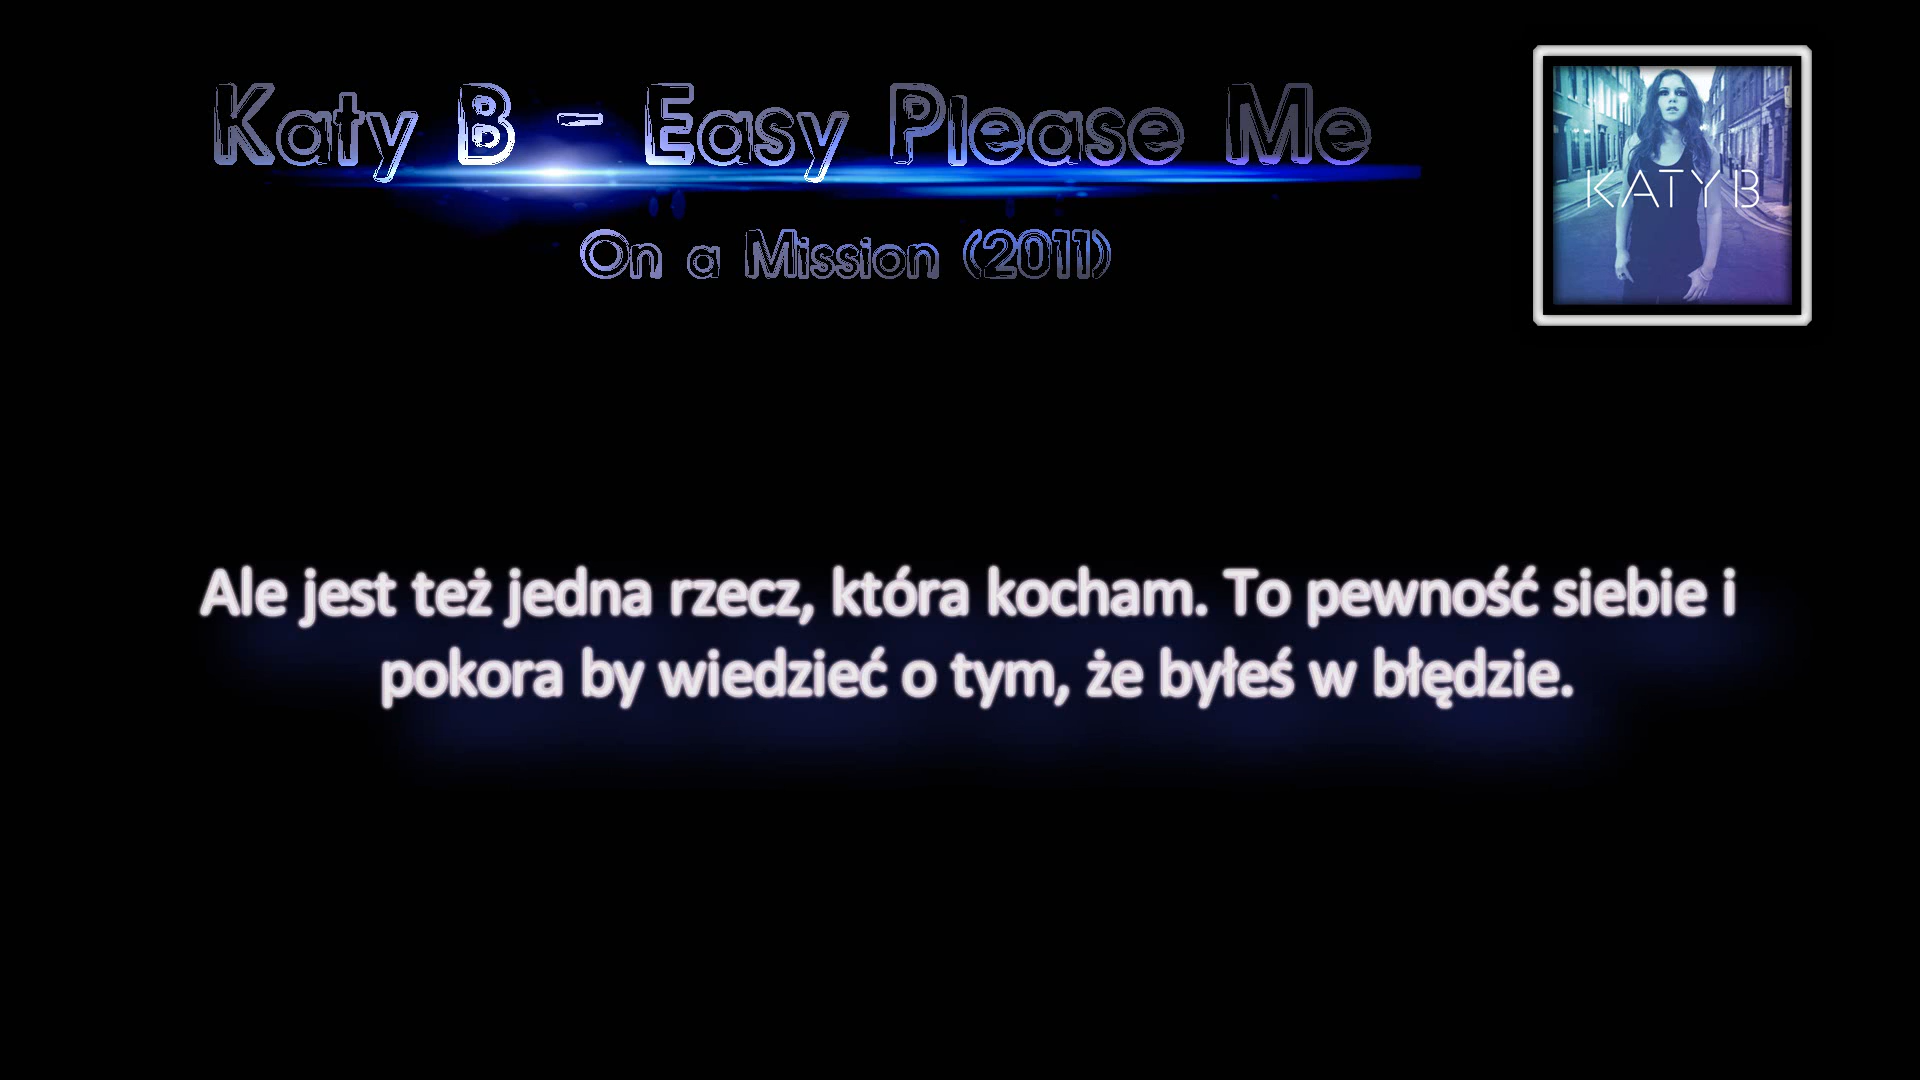 Katy B - Easy Please Me
On a Mission (2011)
KATY B
Ale jest też jedna rzecz, która kocham. To pewność siebie i
pokora by wiedzieć o tym, że byłeś w błędzie.